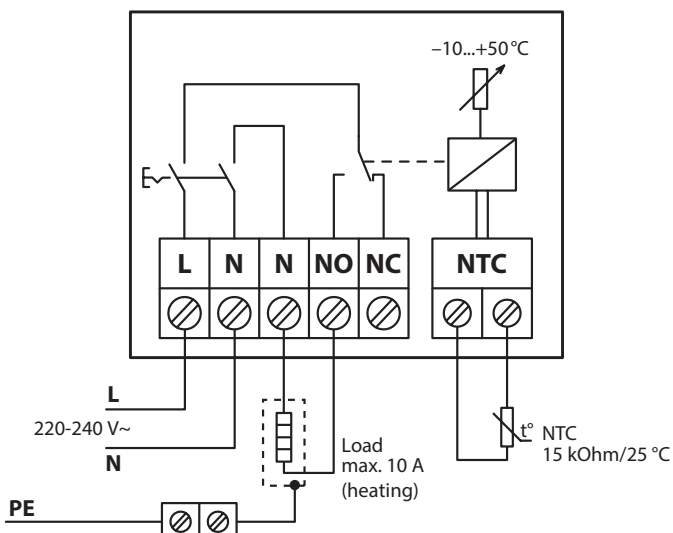 –10...+50 °C
L N N NO NC NTC
L
220-240 V~
N
Load
max. 10 A
(heating)
t° NTC
15 kOhm/25 °C
PE